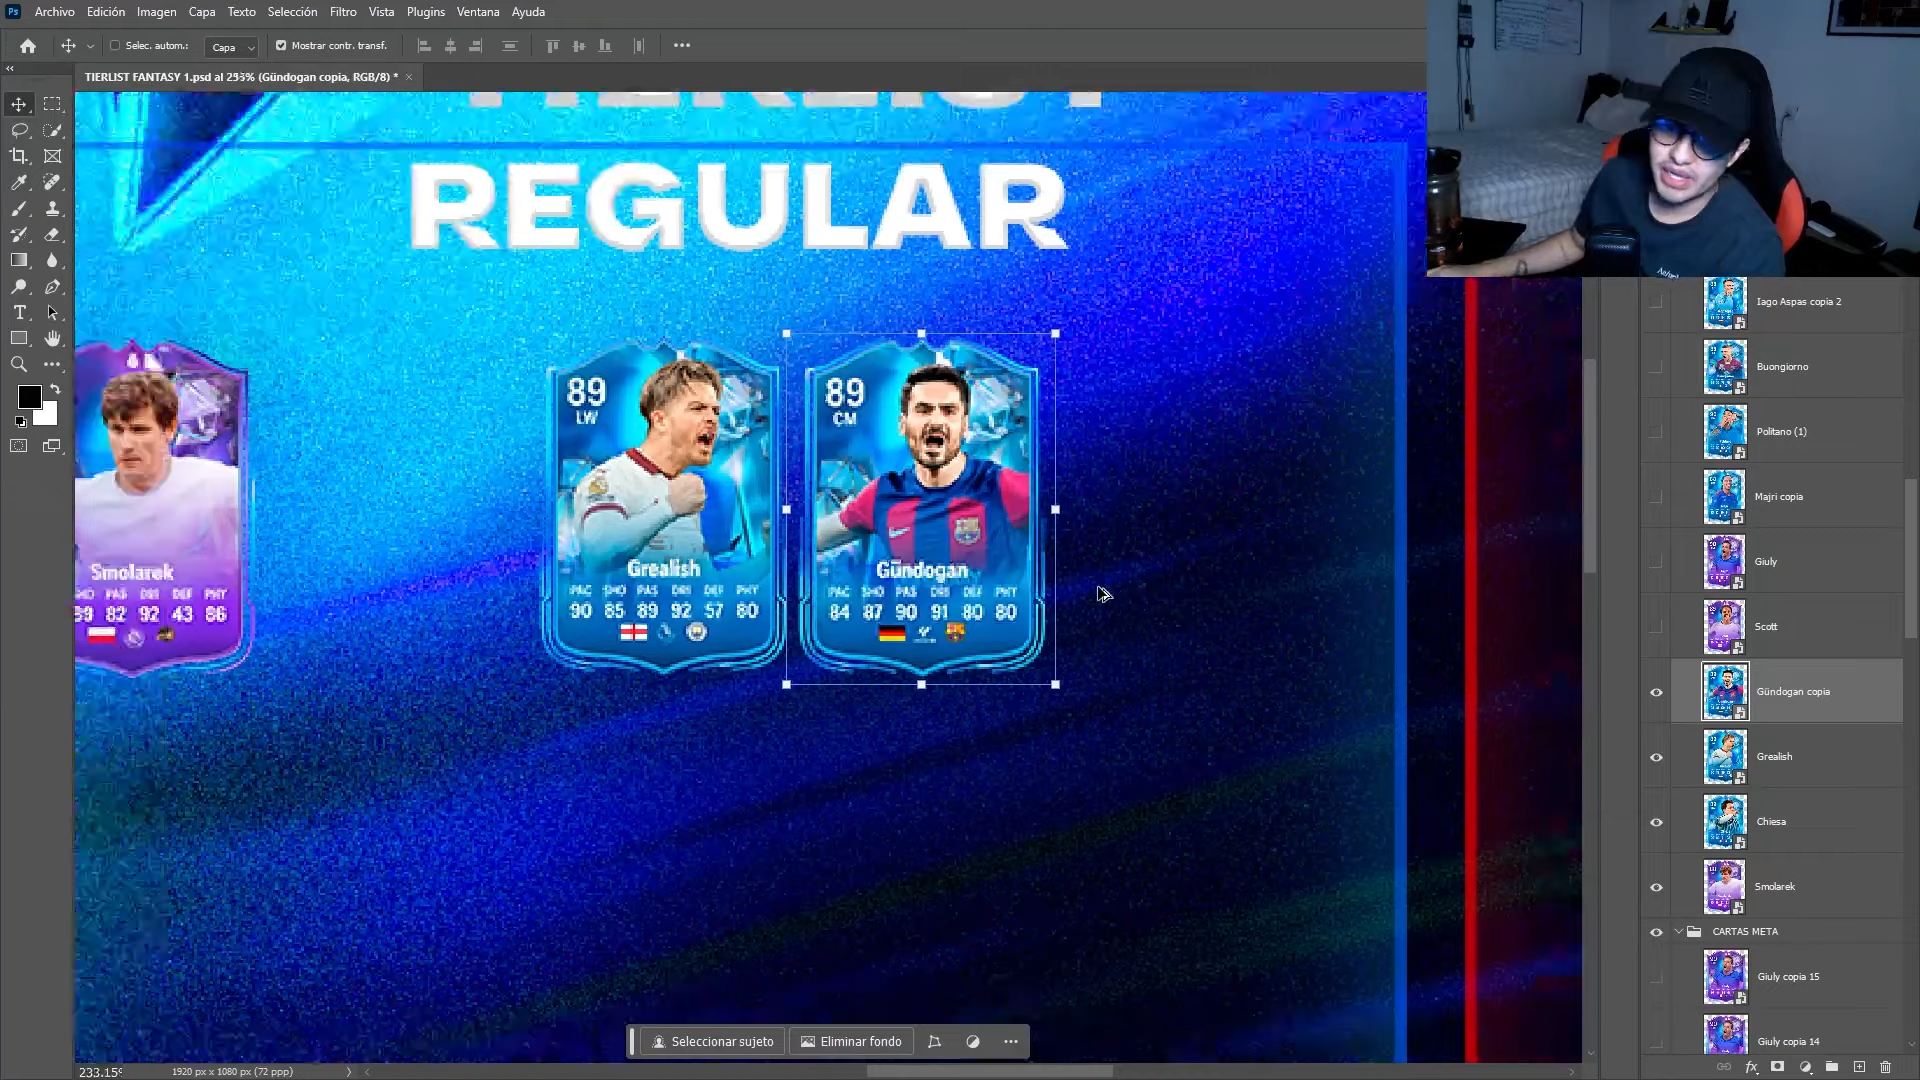 Ps Archivo Edición Imagen Capa Texto Selección Filtro Vista Plugins Ventana Ayuda
Selec. autom.: Capa Mostrar contr. transf.
TIERLIST FANTASY 1.psd al 233% (Gündogan copia, RGB/8) *
TIERLIST
REGULAR
Smolarek
PAS DRI DEF PHY
82 92 43 86
89
LW
Grealish
PAC SHO PAS DRI DEF PHY
90 85 89 92 57 80
89
CM
Gündogan
PAC SHO PAS DRI DEF PHY
84 87 90 91 80 80
Iago Aspas copia 2
Buongiorno
Politano (1)
Majri copia
Giuly
Scott
Gündogan copia
Grealish
Chiesa
Smolarek
CARTAS META
Giuly copia 15
Giuly copia 14
Seleccionar sujeto
Eliminar fondo
233.15%
1920 px x 1080 px (72 ppp)